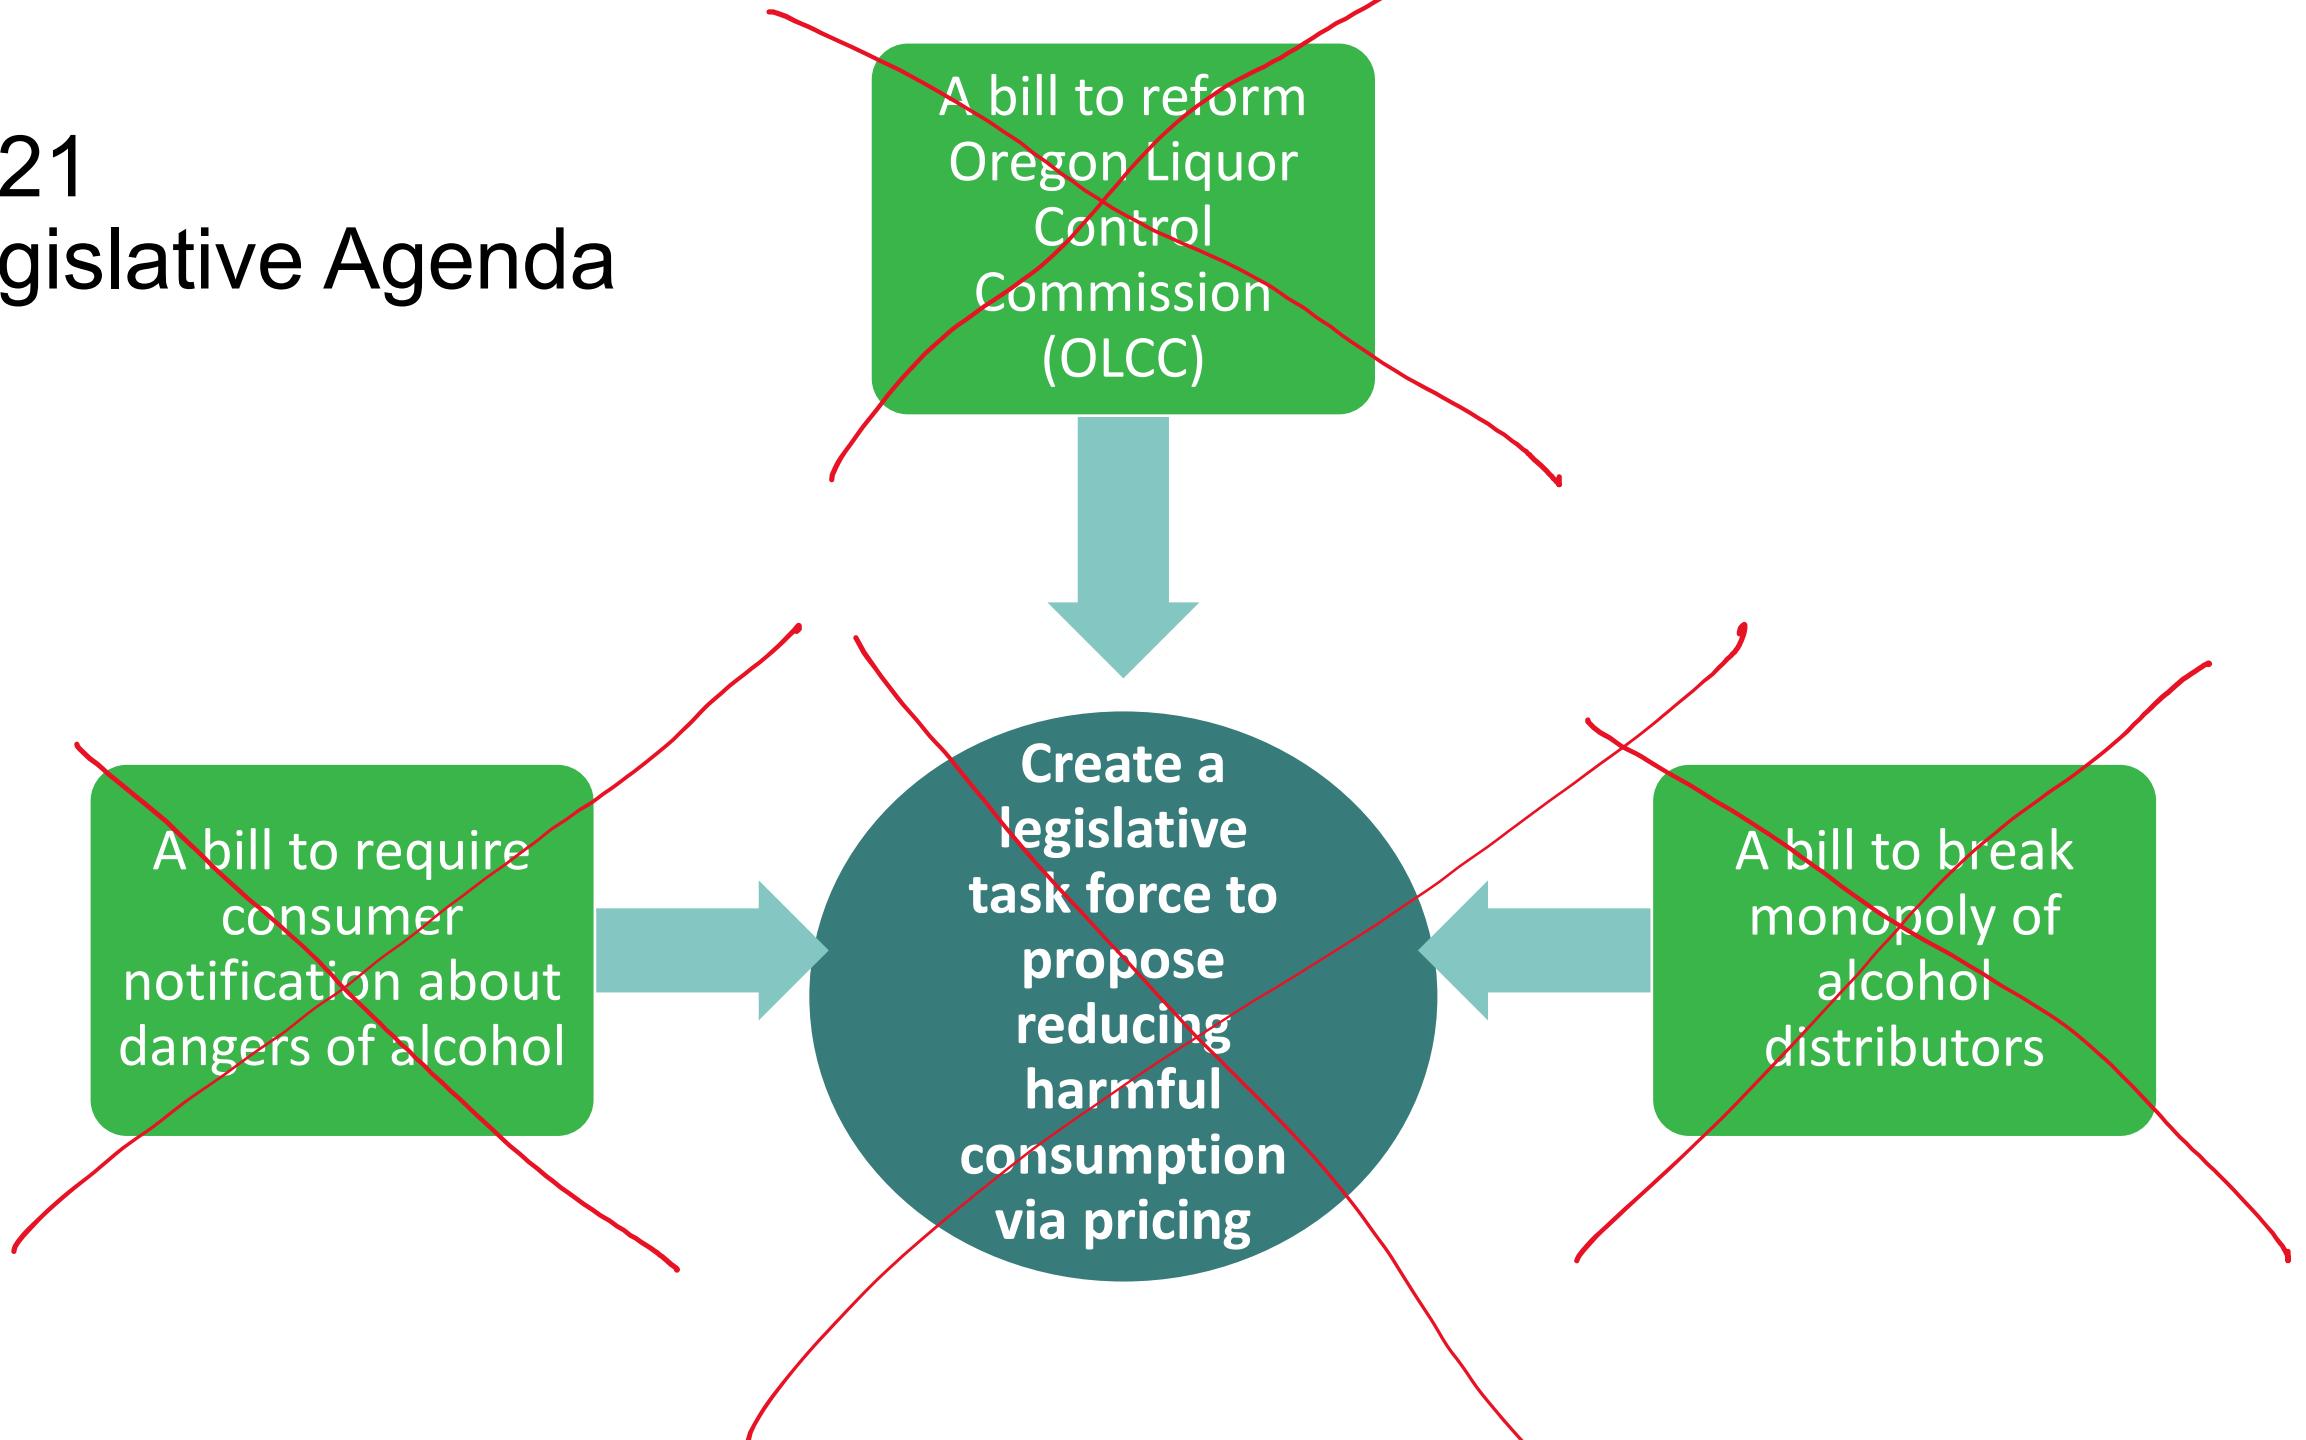 21
gislative Agenda
A bill to reform
Oregon Liquor
Control
Commission
(OLCC)
A bill to require
consumer
notification about
dangers of alcohol
Create a
legislative
task force to
propose
reducing
harmful
consumption
via pricing
A bill to break
monopoly of
alcohol
distributors